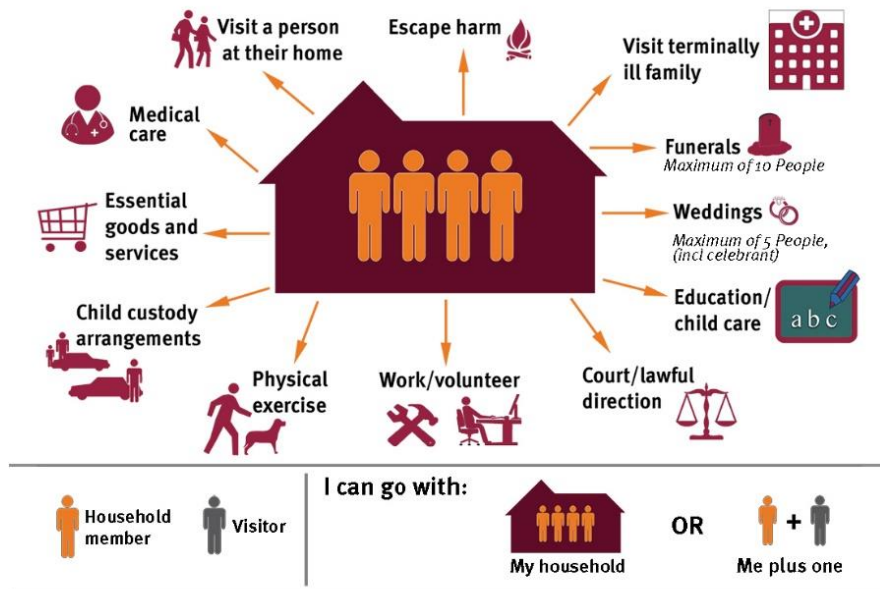 Visit a person
at their home
Escape harm
Visit terminally
ill family
Medical
care
Funerals
Maximum of 10 People
Essential
goods and
services
Weddings
Maximum of 5 People,
(incl celebrant)
Child custody
arrangements
Education/
child care
a b c
Physical
exercise
Work/volunteer
Court/lawful
direction
Household
member
Visitor
I can go with:
My household
OR
+
Me plus one